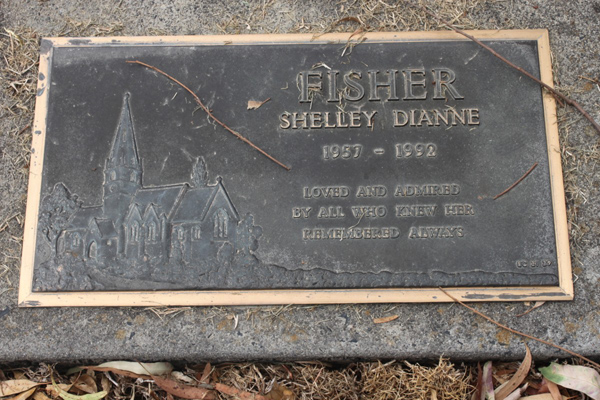 FISHER
SHELLEY DIANNE
1957 - 1992
LOVED AND ADMIRED
BY ALL WHO KNEW HER
REMEMBERED ALWAYS